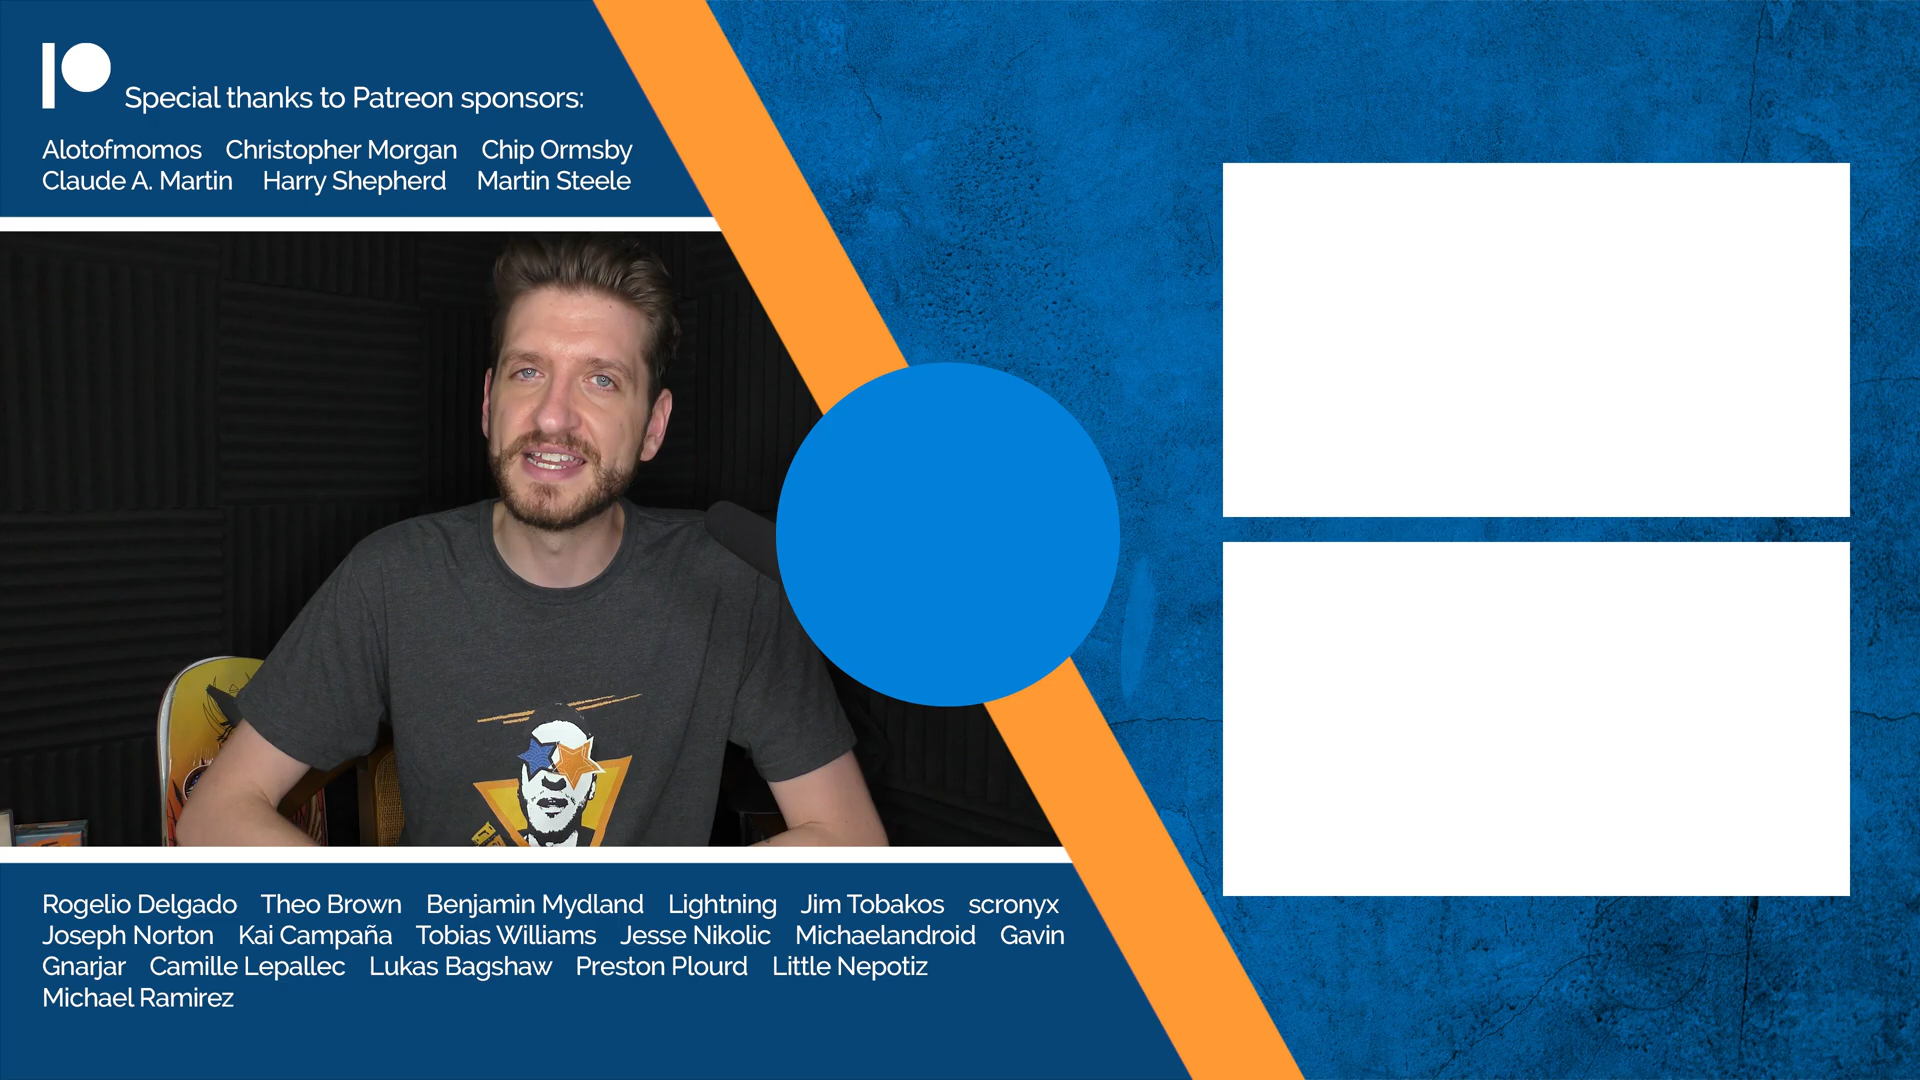 Special thanks to Patreon sponsors:
Alotofmomos Christopher Morgan Chip Ormsby
Claude A. Martin Harry Shepherd Martin Steele
Rogelio Delgado Theo Brown Benjamin Mydland Lightning Jim Tobakos scronyx
Joseph Norton Kai Campaña Tobias Williams Jesse Nikolic Michaelandroid Gavin
Gnarjar Camille Lepallec Lukas Bagshaw Preston Plourd Little Nepotiz
Michael Ramirez